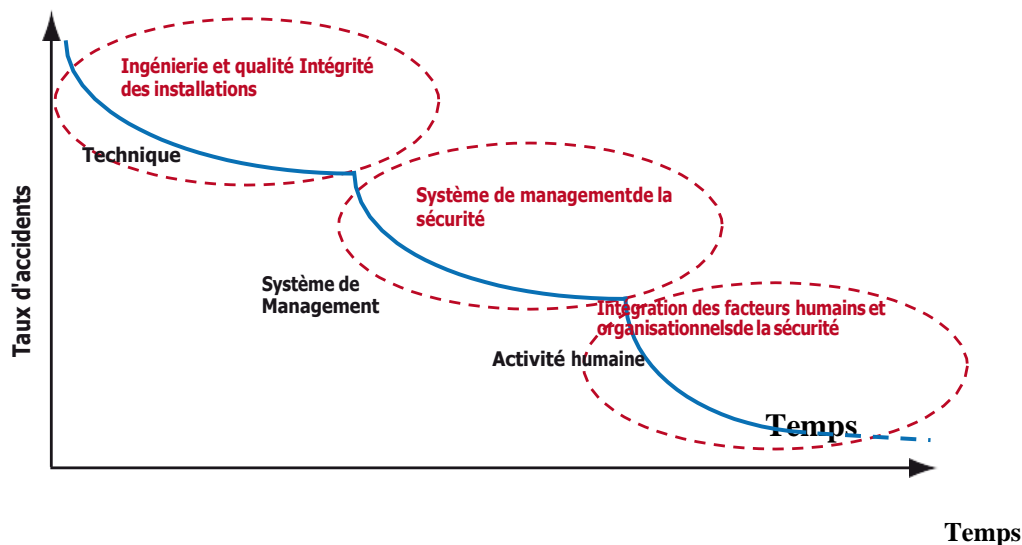 Ingénierie et qualité Intégrité
des installations
Technique
Système de managementde la
sécurité
Système de
Management
Intégration des facteurs humains et
organisationnelsde la sécurité
Activité humaine
Taux d'accidents
Temps
Temps